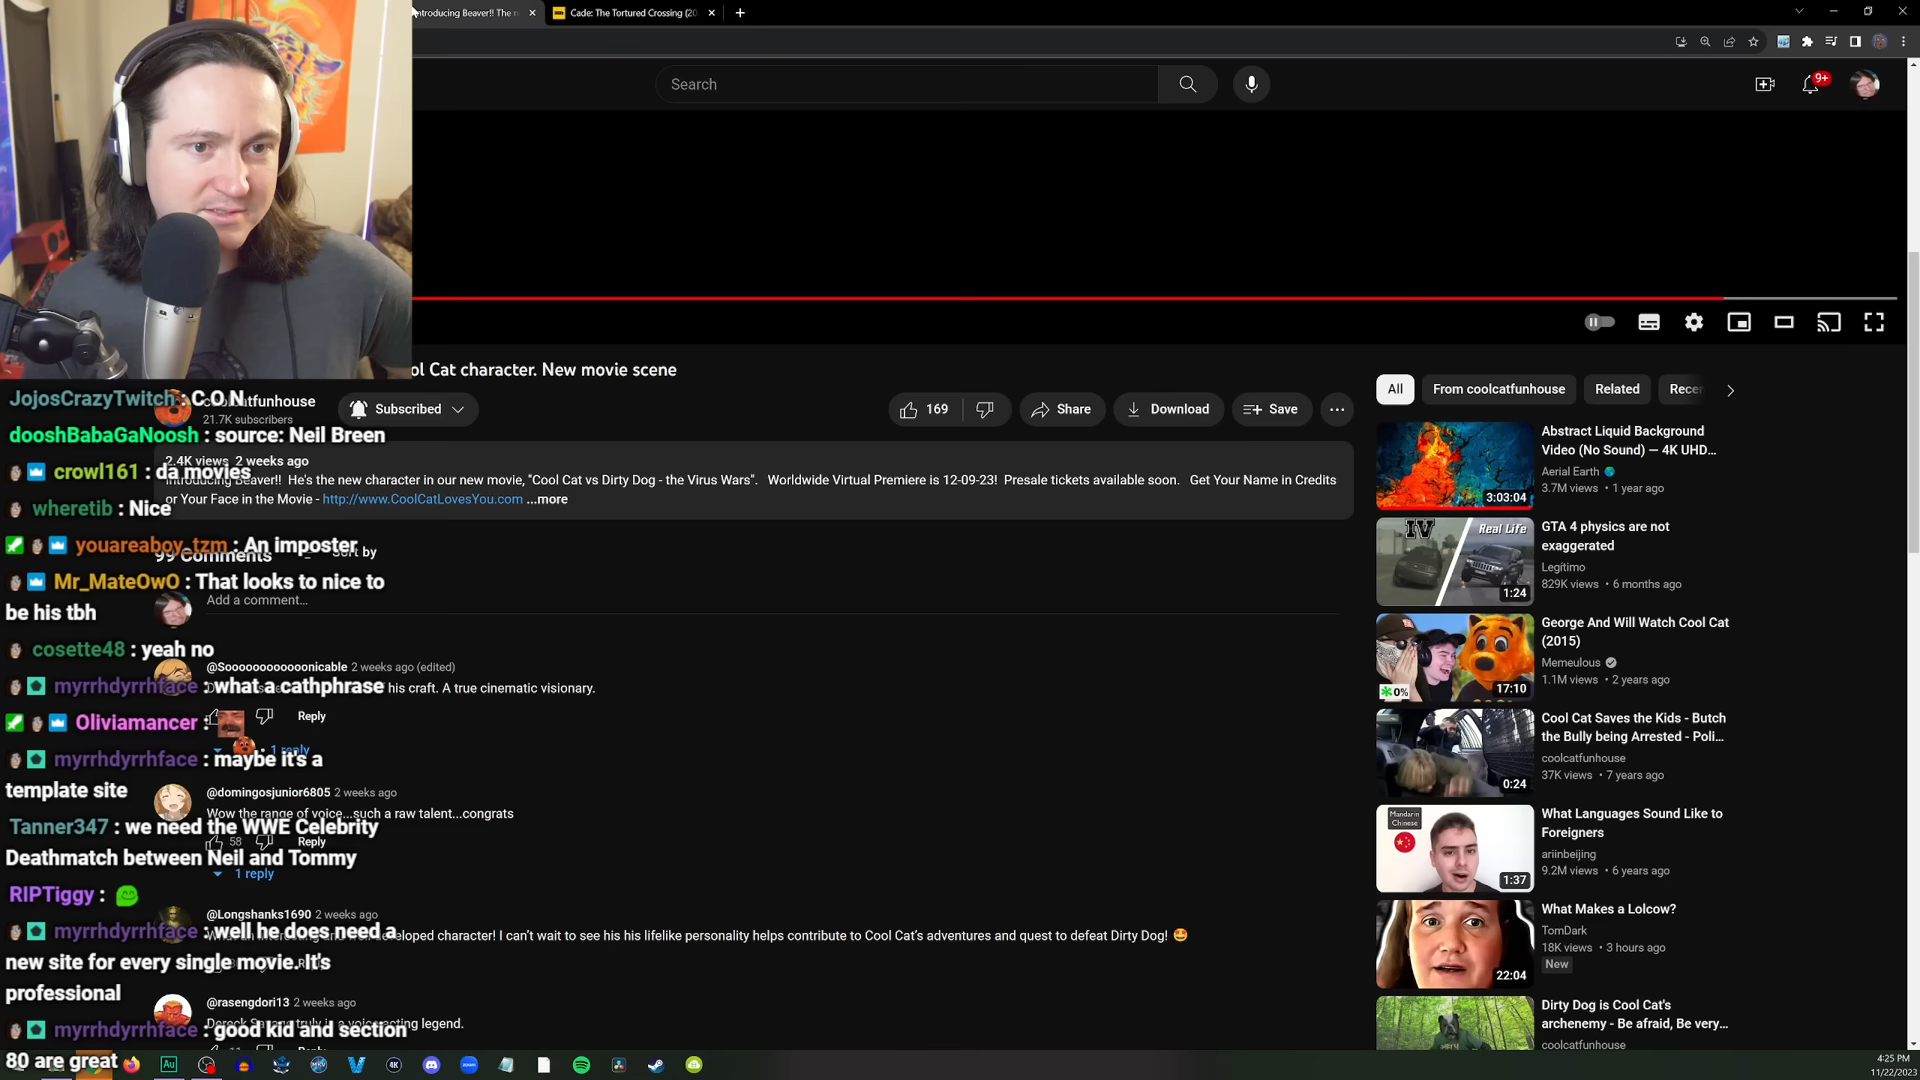 ntroducing Beaver!! The n
Cade: The Tortured Crossing (20
Search
9+
ol Cat character. New movie scene
coolcatfunhouse
21.7K subscribers
Subscribed
169
Share
Download
Save
2.4K views 2 weeks ago
Introducing Beaver!! He's the new character in our new movie, "Cool Cat vs Dirty Dog - the Virus Wars". Worldwide Virtual Premiere is 12-09-23! Presale tickets available soon. Get Your Name in Credits
or Your Face in the Movie - http://www.CoolCatLovesYou.com ...more
99 Comments
Sort by
Add a comment...
@Soooooooooooonicable 2 weeks ago (edited)
his craft. A true cinematic visionary.
Reply
1 reply
@domingosjunior6805 2 weeks ago
Wow the range of voice...such a raw talent...congrats
58
Reply
1 reply
@Longshanks1690 2 weeks ago
eloped character! I can't wait to see his his lifelike personality helps contribute to Cool Cat's adventures and quest to defeat Dirty Dog! 🤩
@rasengdori13 2 weeks ago
truly is a voice acting legend.
JojosCrazyTwitch : C.O.N
dooshBabaGaNoosh : source: Neil Breen
crowl161 : da movies
wheretib : Nice
youareaboy_tzm : An imposter
Mr_MateOwO : That looks to nice to
be his tbh
cosette48 : yeah no
myrrhdyrrhface : what a cathphrase
Oliviamancer :
myrrhdyrrhface : maybe it's a
template site
Tanner347 : we need the WWE Celebrity
Deathmatch between Neil and Tommy
RIPTiggy :
myrrhdyrrhface : well he does need a
new site for every single movie. It's
professional
myrrhdyrrhface : good kid and section
80 are great
All
From coolcatfunhouse
Related
Recen
3:03:04
Abstract Liquid Background
Video (No Sound) — 4K UHD...
Aerial Earth
3.7M views • 1 year ago
IV
Real Life
1:24
GTA 4 physics are not
exaggerated
Legítimo
829K views • 6 months ago
0%
17:10
George And Will Watch Cool Cat
(2015)
Memeulous
1.1M views • 2 years ago
0:24
Cool Cat Saves the Kids - Butch
the Bully being Arrested - Poli...
coolcatfunhouse
37K views • 7 years ago
Mandarin
Chinese
1:37
What Languages Sound Like to
Foreigners
ariinbeijing
9.2M views • 6 years ago
22:04
What Makes a Lolcow?
TomDark
18K views • 3 hours ago
New
Dirty Dog is Cool Cat's
archenemy - Be afraid, Be very...
coolcatfunhouse
Au
4K
4:25 PM
11/22/2023